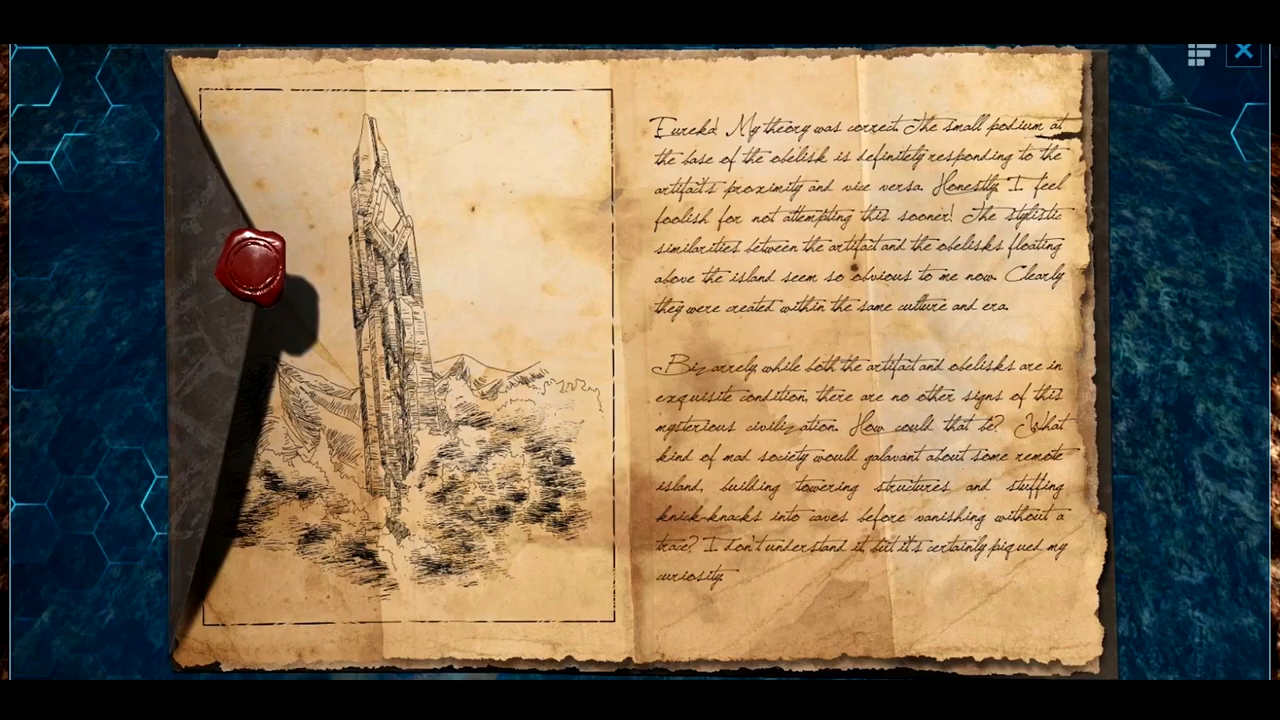 Eureka! My theory was correct. The small podium at
the base of the obelisk is definitely responding to the
artifact's proximity and vice versa. Honestly, I feel
foolish for not attempting this sooner! The stylistic
similarities between the artifact and the obelisks floating
above the island seem so obvious to me now. Clearly
they were created within the same culture and era.
Bizarrely, while both the artifact and obelisks are in
exquisite condition, there are no other signs of this
mysterious civilization. How could that be? What
kind of mad society would galavant about some remote
island, building towering structures and stuffing
knick-knacks into caves before vanishing without a
trace? I don't understand it, but it's certainly piqued my
curiosity.